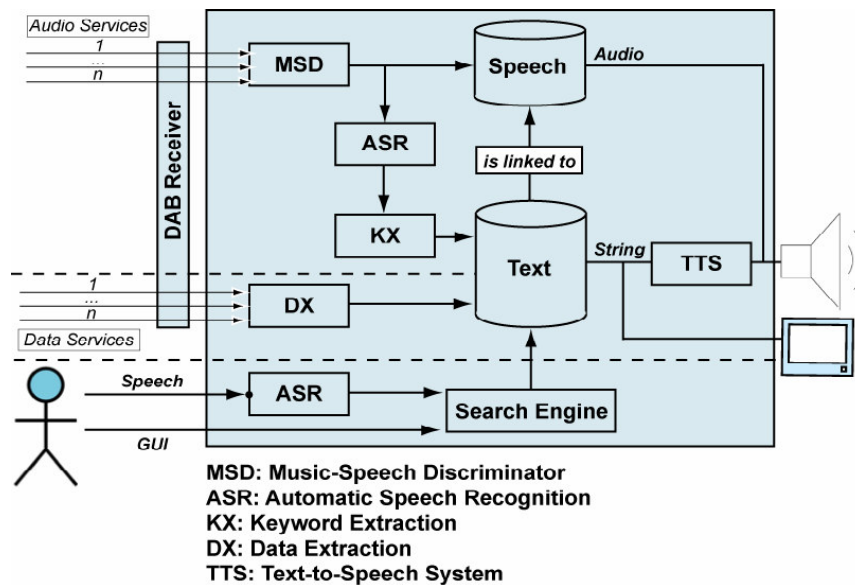 Audio Services
1
...
n
DAB Receiver
MSD
Speech
Audio
ASR
is linked to
KX
Text
String
TTS
1
...
n
DX
Data Services
Speech
ASR
Search Engine
GUI
MSD: Music-Speech Discriminator
ASR: Automatic Speech Recognition
KX: Keyword Extraction
DX: Data Extraction
TTS: Text-to-Speech System